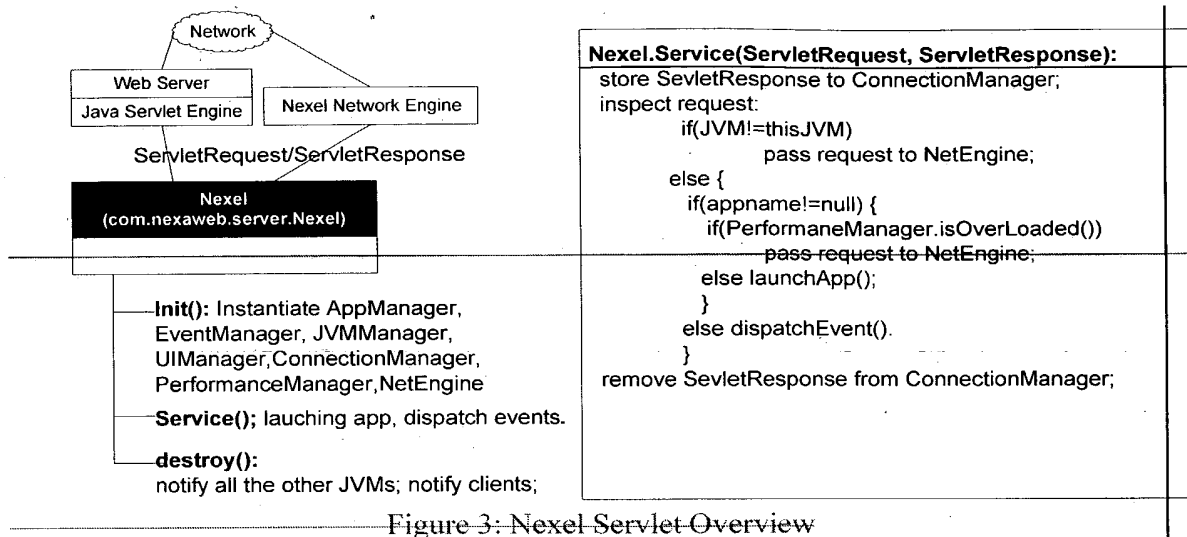 Network
Web Server
Java Servlet Engine
Nexel Network Engine
ServletRequest/ServletResponse
Nexel
(com.nexaweb.server.Nexel)
Init(): Instantiate AppManager,
EventManager, JVMManager,
UIManager,ConnectionManager,
PerformanceManager,NetEngine
Service(); lauching app, dispatch events.
destroy():
notify all the other JVMs; notify clients;
Nexel.Service(ServletRequest, ServletResponse):
store SevletResponse to ConnectionManager;
inspect request:
if(JVM!=thisJVM)
pass request to NetEngine;
else {
if(appname!=null) {
if(PerformaneManager.isOverLoaded())
pass request to NetEngine;
else launchApp();
}
else dispatchEvent().
}
remove SevletResponse from ConnectionManager;
Figure 3: Nexel Servlet Overview